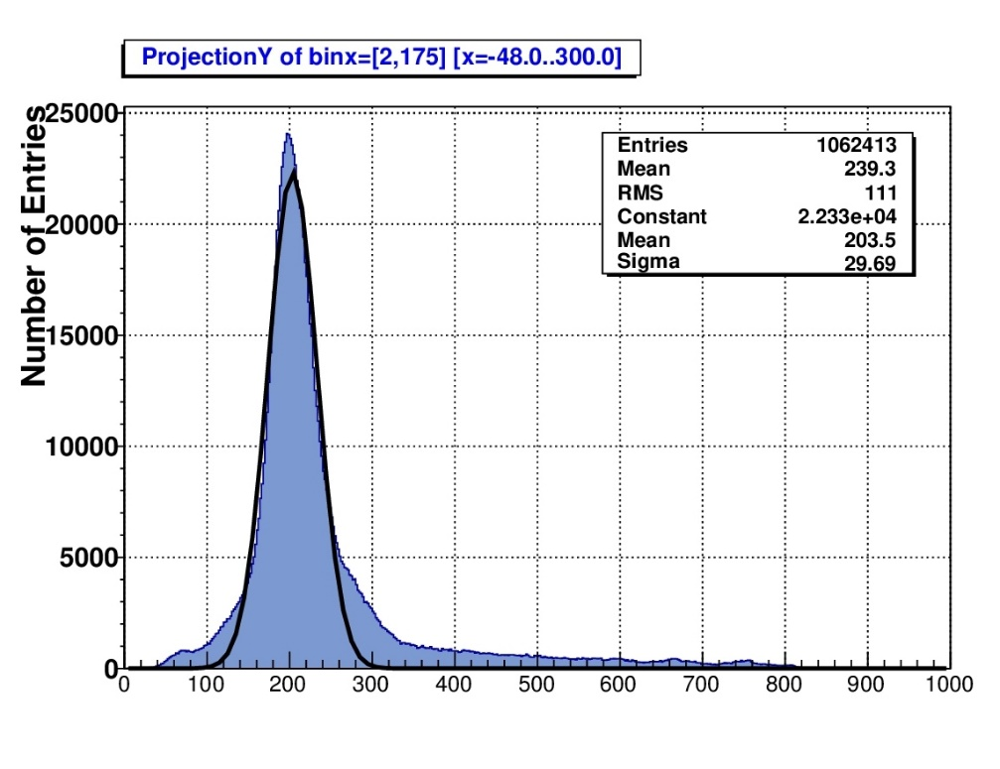 ProjectionY of binx=[2,175] [x=-48.0..300.0]
Number of Entries
25000
20000
15000
10000
5000
0
Entries 1062413
Mean 239.3
RMS 111
Constant 2.233e+04
Mean 203.5
Sigma 29.69
0 100 200 300 400 500 600 700 800 900 1000